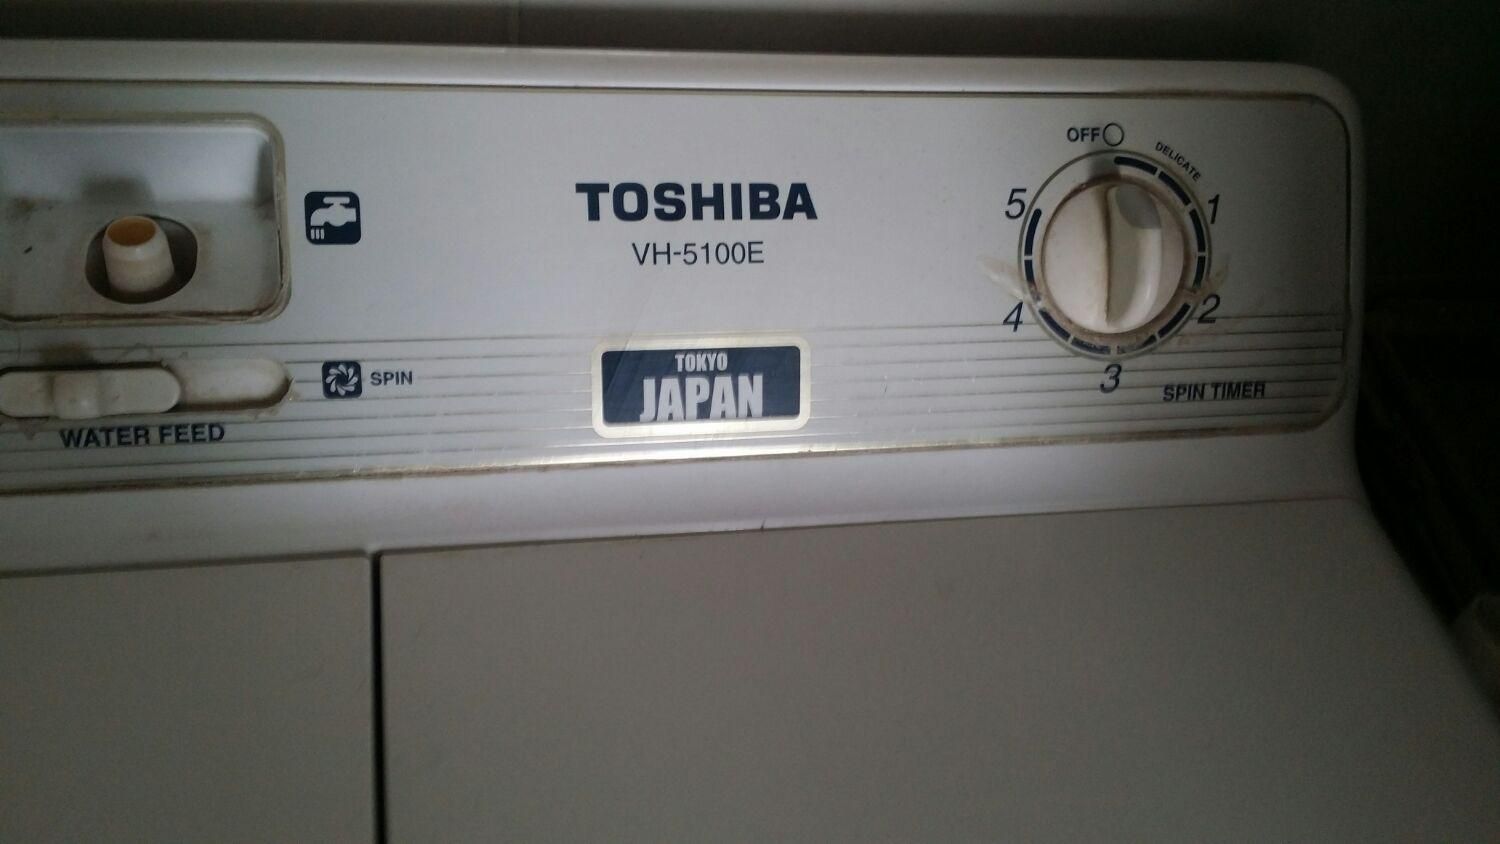 TOSHIBA
VH-5100E
OFF
DELICATE
1
2
3
4
5
SPIN TIMER
SPIN
WATER FEED
TOKYO
JAPAN